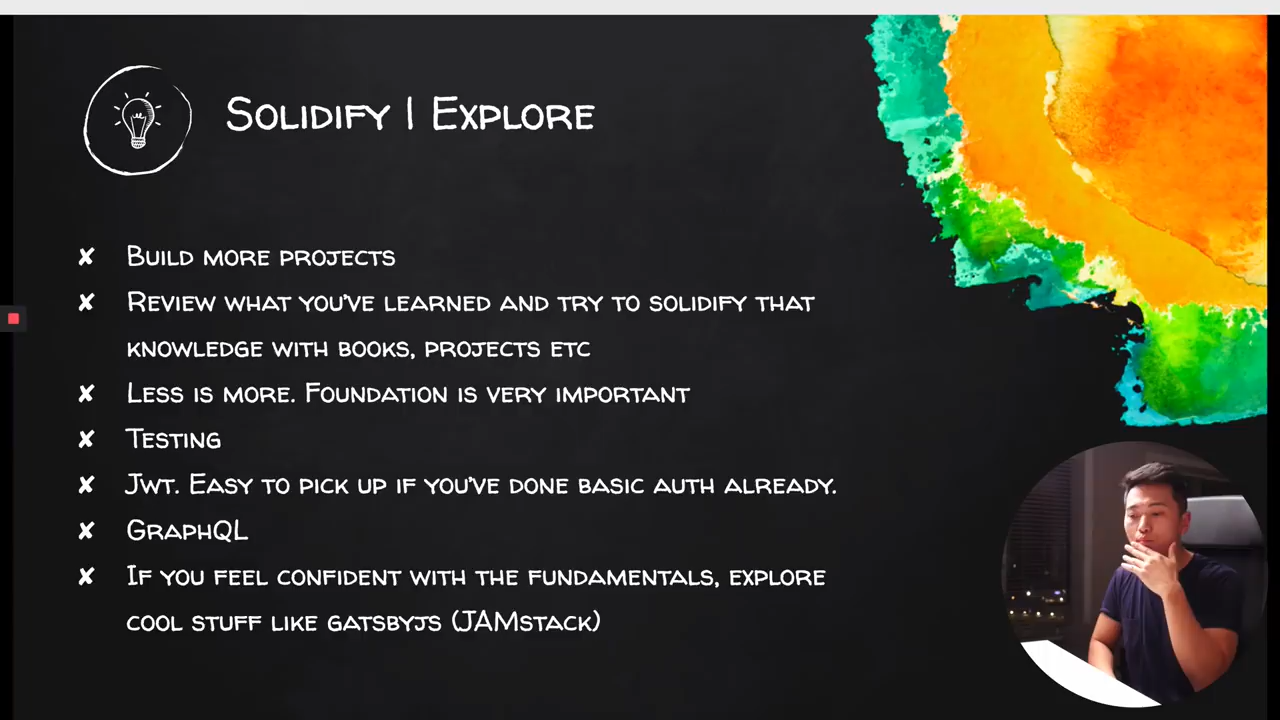 Solidify | Explore
✘ Build more projects
✘ Review what you've learned and try to solidify that
knowledge with books, projects etc
✘ Less is more. Foundation is very important
✘ Testing
✘ Jwt. Easy to pick up if you've done basic auth already.
✘ GraphQL
✘ If you feel confident with the fundamentals, explore
cool stuff like gatsbyjs (JAMstack)